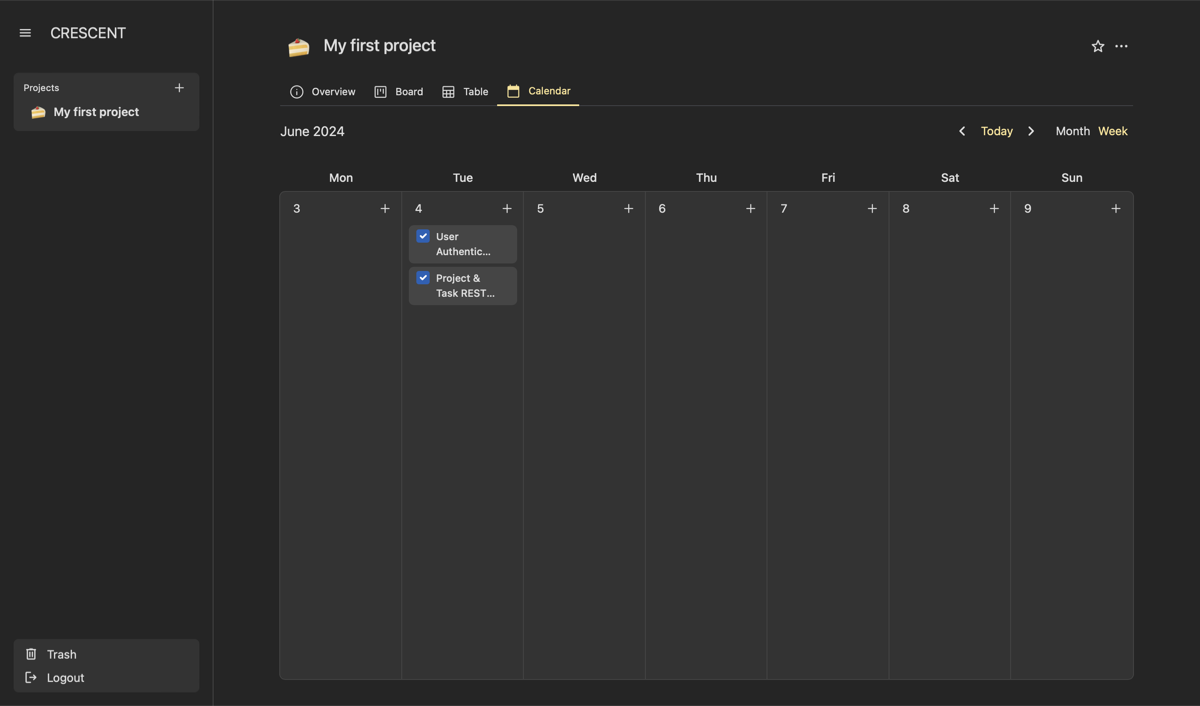 CRESCENT
Projects
My first project
Trash
Logout
My first project
Overview Board Table Calendar
June 2024
Today Month Week
Mon Tue Wed Thu Fri Sat Sun
3 4 5 6 7 8 9
User
Authentic...
Project &
Task REST...